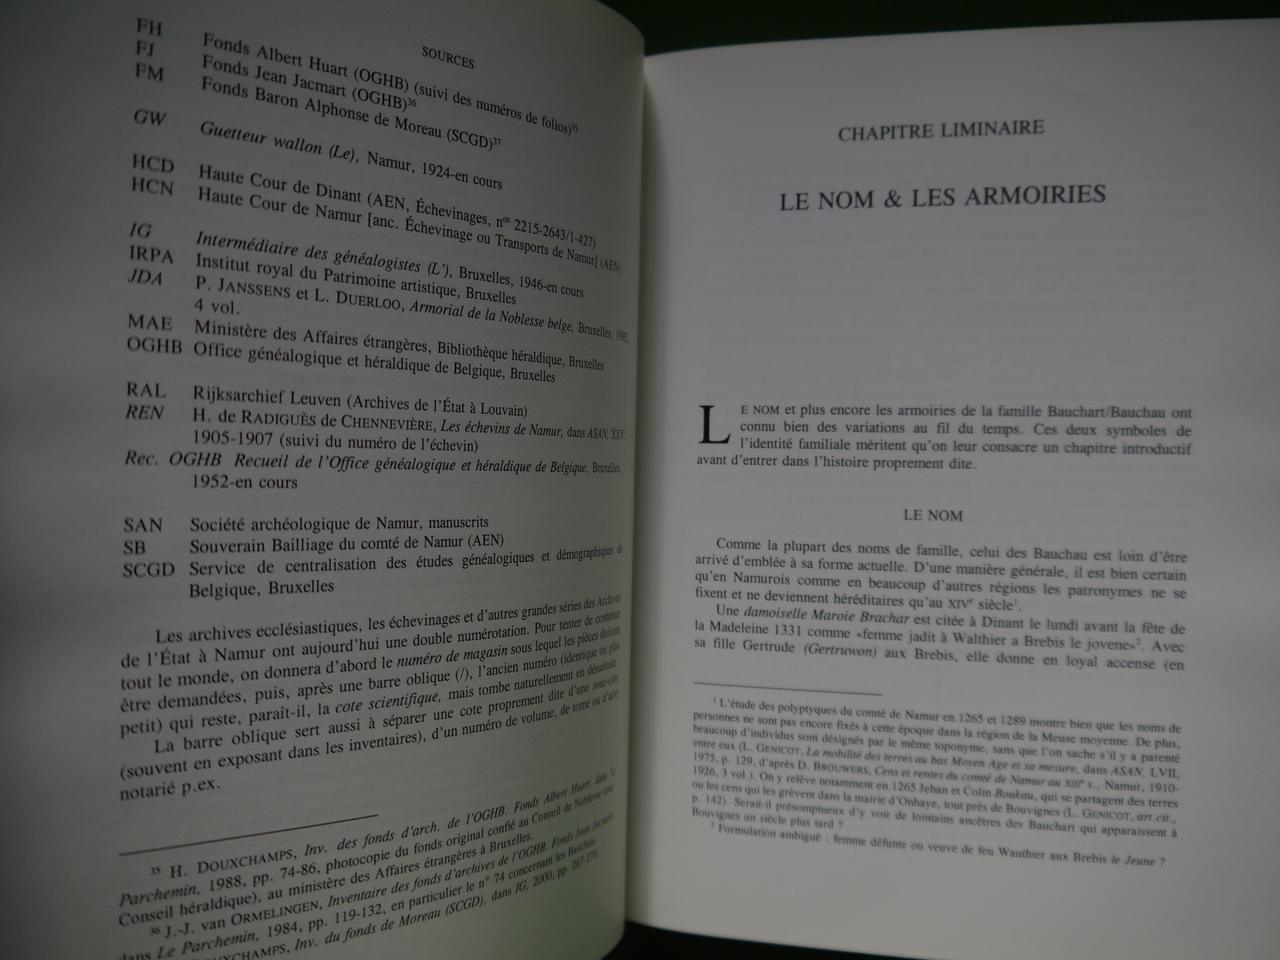 SOURCES
FH Fonds Albert Huart (OGHB) (suivi des numéros de folios)³⁵
FJ Fonds Jean Jacmart (OGHB)³⁶
FM Fonds Baron Alphonse de Moreau (SCGD)³⁷
GW Guetteur wallon (Le), Namur, 1924-en cours
HCD Haute Cour de Dinant (AEN, Échevinages, nᵒˢ 2215-2643/1-427)
HCN Haute Cour de Namur [anc. Échevinage ou Transports de Namur] (AEN)
IG Intermédiaire des généalogistes (L'), Bruxelles, 1946-en cours
IRPA Institut royal du Patrimoine artistique, Bruxelles
JDA P. JANSSENS et L. DUERLOO, Armorial de la Noblesse belge, Bruxelles, 1992,
4 vol.
MAE Ministère des Affaires étrangères, Bibliothèque héraldique, Bruxelles
OGHB Office généalogique et héraldique de Belgique, Bruxelles
RAL Rijksarchief Leuven (Archives de l'État à Louvain)
REN H. de RADIGUÈS de CHENNEVIÈRE, Les échevins de Namur, dans ASAN, XXV,
1905-1907 (suivi du numéro de l'échevin)
Rec. OGHB Recueil de l'Office généalogique et héraldique de Belgique, Bruxelles,
1952-en cours
SAN Société archéologique de Namur, manuscrits
SB Souverain Bailliage du comté de Namur (AEN)
SCGD Service de centralisation des études généalogiques et démographiques de
Belgique, Bruxelles
Les archives ecclésiastiques, les échevinages et d'autres grandes séries des Archives
de l'État à Namur ont aujourd'hui une double numérotation. Pour tenter de contenter
tout le monde, on donnera d'abord le numéro de magasin sous lequel les pièces doivent
être demandées, puis, après une barre oblique (/), l'ancien numéro (identique ou plus
petit) qui reste, paraît-il, la cote scientifique, mais tombe naturellement en désuétude.
La barre oblique sert aussi à séparer une cote proprement dite d'une sous-cote
(souvent en exposant dans les inventaires), d'un numéro de volume, de tome ou d'acte
notarié p.ex.
³⁵ H. DOUXCHAMPS, Inv. des fonds d'arch. de l'OGHB. Fonds Albert Huart, dans Le
Parchemin, 1988, pp. 74-86, photocopie du fonds original confié au Conseil de Noblesse (au
Conseil héraldique), au ministère des Affaires étrangères à Bruxelles.
³⁶ J.-J. van ORMELINGEN, Inventaire des fonds d'archives de l'OGHB. Fonds Jean Jacmart,
dans Le Parchemin, 1984, pp. 119-132, en particulier le n° 74 concernant les Bauchau.
DOUXCHAMPS, Inv. du fonds de Moreau (SCGD), dans IG, 2000, pp. 267-276.
CHAPITRE LIMINAIRE
LE NOM & LES ARMOIRIES
LE NOM et plus encore les armoiries de la famille Bauchart/Bauchau ont
connu bien des variations au fil du temps. Ces deux symboles de
l'identité familiale méritent qu'on leur consacre un chapitre introductif
avant d'entrer dans l'histoire proprement dite.
LE NOM
Comme la plupart des noms de famille, celui des Bauchau est loin d'être
arrivé d'emblée à sa forme actuelle. D'une manière générale, il est bien certain
qu'en Namurois comme en beaucoup d'autres régions les patronymes ne se
fixent et ne deviennent héréditaires qu'au XIVᵉ siècle¹.
Une damoiselle Maroie Brachar est citée à Dinant le lundi avant la fête de
la Madeleine 1331 comme «femme jadit à Walthier a Brebis le jovene»². Avec
sa fille Gertrude (Gertruwon) aux Brebis, elle donne en loyal accense (en
¹ L'étude des polyptyques du comté de Namur en 1265 et 1289 montre bien que les noms de
personnes ne sont pas encore fixés à cette époque dans la région de la Meuse moyenne. De plus,
beaucoup d'individus sont désignés par le même toponyme, sans que l'on sache s'il y a parenté
entre eux (L. GENICOT, La mobilité des terres au bas Moyen Age et sa mesure, dans ASAN, LVII,
1975, p. 129, d'après D. BROUWERS, Cens et rentes du comté de Namur au XIIIᵉ s., Namur, 1910-
1926, 3 vol.). On y relève notamment en 1265 Jehan et Colin Boukau, qui se partagent des terres
ou les cens qui les grèvent dans la mairie d'Onhaye, tout près de Bouvignes (L. GENICOT, art.cit.,
p. 142). Serait-il présomptueux d'y voir de lointains ancêtres des Bauchart qui apparaissent à
Bouvignes un siècle plus tard ?
² Formulation ambiguë : femme défunte ou veuve de feu Wauthier aux Brebis le Jeune ?